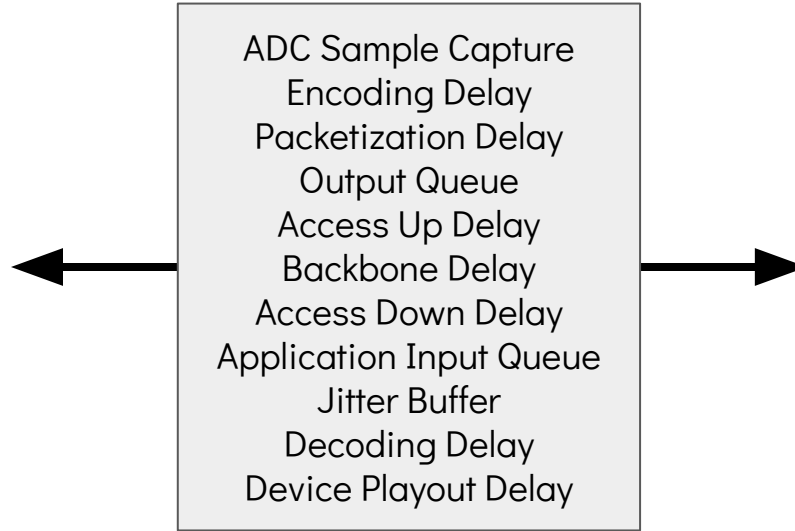 ADC Sample Capture
Encoding Delay
Packetization Delay
Output Queue
Access Up Delay
Backbone Delay
Access Down Delay
Application Input Queue
Jitter Buffer
Decoding Delay
Device Playout Delay